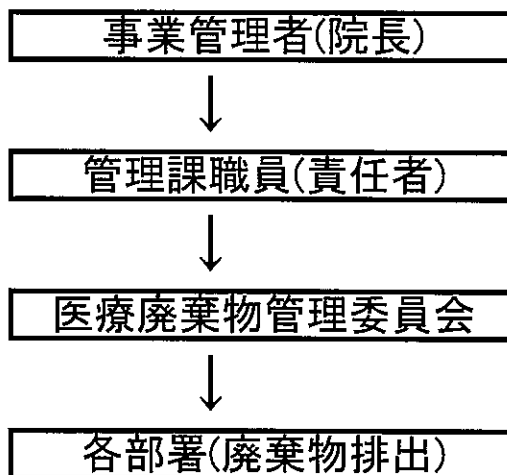 事業管理者(院長)
↓
管理課職員(責任者)
↓
医療廃棄物管理委員会
↓
各部署(廃棄物排出)